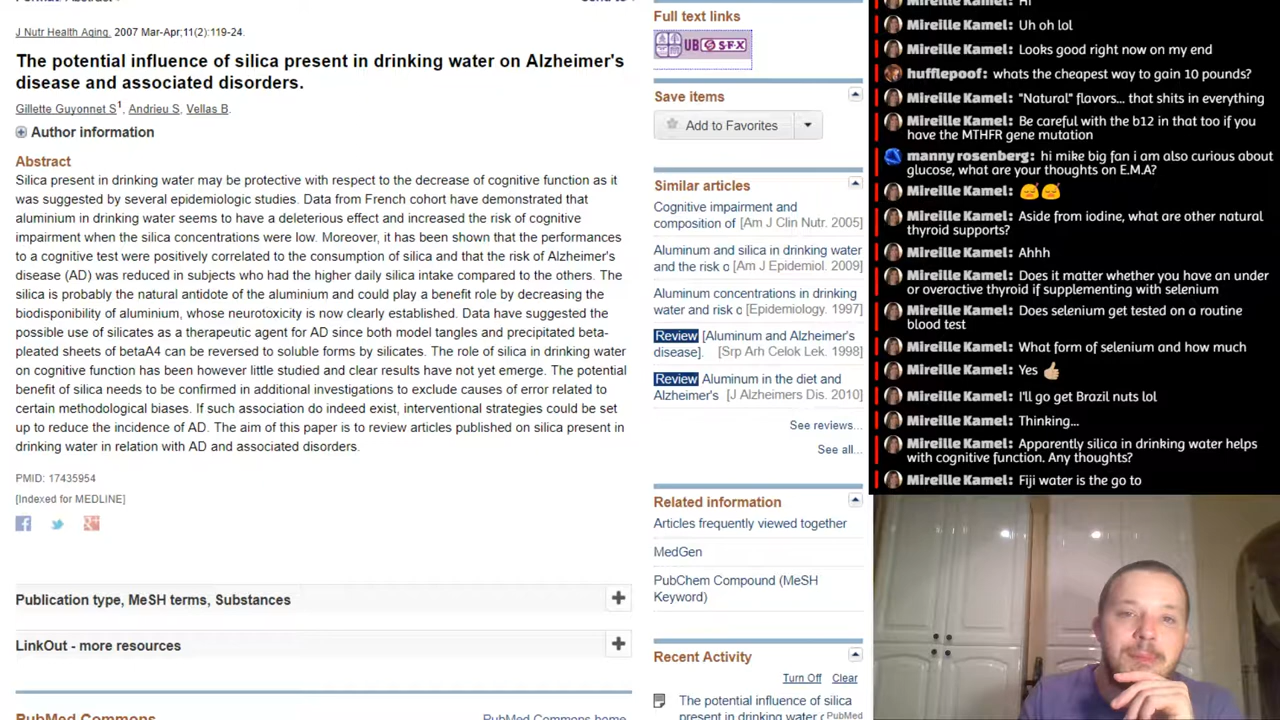 J Nutr Health Aging. 2007 Mar-Apr;11(2):119-24.
The potential influence of silica present in drinking water on Alzheimer's
disease and associated disorders.
Gillette Guyonnet S1, Andrieu S, Vellas B.
Author information
Abstract
Silica present in drinking water may be protective with respect to the decrease of cognitive function as it
was suggested by several epidemiologic studies. Data from French cohort have demonstrated that
aluminium in drinking water seems to have a deleterious effect and increased the risk of cognitive
impairment when the silica concentrations were low. Moreover, it has been shown that the performances
to a cognitive test were positively correlated to the consumption of silica and that the risk of Alzheimer's
disease (AD) was reduced in subjects who had the higher daily silica intake compared to the others. The
silica is probably the natural antidote of the aluminium and could play a benefit role by decreasing the
biodisponibility of aluminium, whose neurotoxicity is now clearly established. Data have suggested the
possible use of silicates as a therapeutic agent for AD since both model tangles and precipitated beta-
pleated sheets of betaA4 can be reversed to soluble forms by silicates. The role of silica in drinking water
on cognitive function has been however little studied and clear results have not yet emerge. The potential
benefit of silica needs to be confirmed in additional investigations to exclude causes of error related to
certain methodological biases. If such association do indeed exist, interventional strategies could be set
up to reduce the incidence of AD. The aim of this paper is to review articles published on silica present in
drinking water in relation with AD and associated disorders.
PMID: 17435954
[Indexed for MEDLINE]
Publication type, MeSH terms, Substances
LinkOut - more resources
PubMed Commons
PubMed Commons home
Full text links
UB SFX
Save items
Add to Favorites
Similar articles
Cognitive impairment and
composition of [Am J Clin Nutr. 2005]
Aluminum and silica in drinking water
and the risk o [Am J Epidemiol. 2009]
Aluminum concentrations in drinking
water and risk o [Epidemiology. 1997]
Review [Aluminum and Alzheimer's
disease]. [Srp Arh Celok Lek. 1998]
Review Aluminum in the diet and
Alzheimer's [J Alzheimers Dis. 2010]
See reviews...
See all...
Related information
Articles frequently viewed together
MedGen
PubChem Compound (MeSH
Keyword)
Recent Activity
Turn Off Clear
The potential influence of silica
present in drinking water PubMed
Mireille Kamel: Hi
Mireille Kamel: Uh oh lol
Mireille Kamel: Looks good right now on my end
hufflepoof: whats the cheapest way to gain 10 pounds?
Mireille Kamel: "Natural" flavors... that shits in everything
Mireille Kamel: Be careful with the b12 in that too if you
have the MTHFR gene mutation
manny rosenberg: hi mike big fan i am also curious about
glucose, what are your thoughts on E.M.A?
Mireille Kamel: 😴😴
Mireille Kamel: Aside from iodine, what are other natural
thyroid supports?
Mireille Kamel: Ahhh
Mireille Kamel: Does it matter whether you have an under
or overactive thyroid if supplementing with selenium
Mireille Kamel: Does selenium get tested on a routine
blood test
Mireille Kamel: What form of selenium and how much
Mireille Kamel: Yes 👍🏼
Mireille Kamel: I'll go get Brazil nuts lol
Mireille Kamel: Thinking...
Mireille Kamel: Apparently silica in drinking water helps
with cognitive function. Any thoughts?
Mireille Kamel: Fiji water is the go to